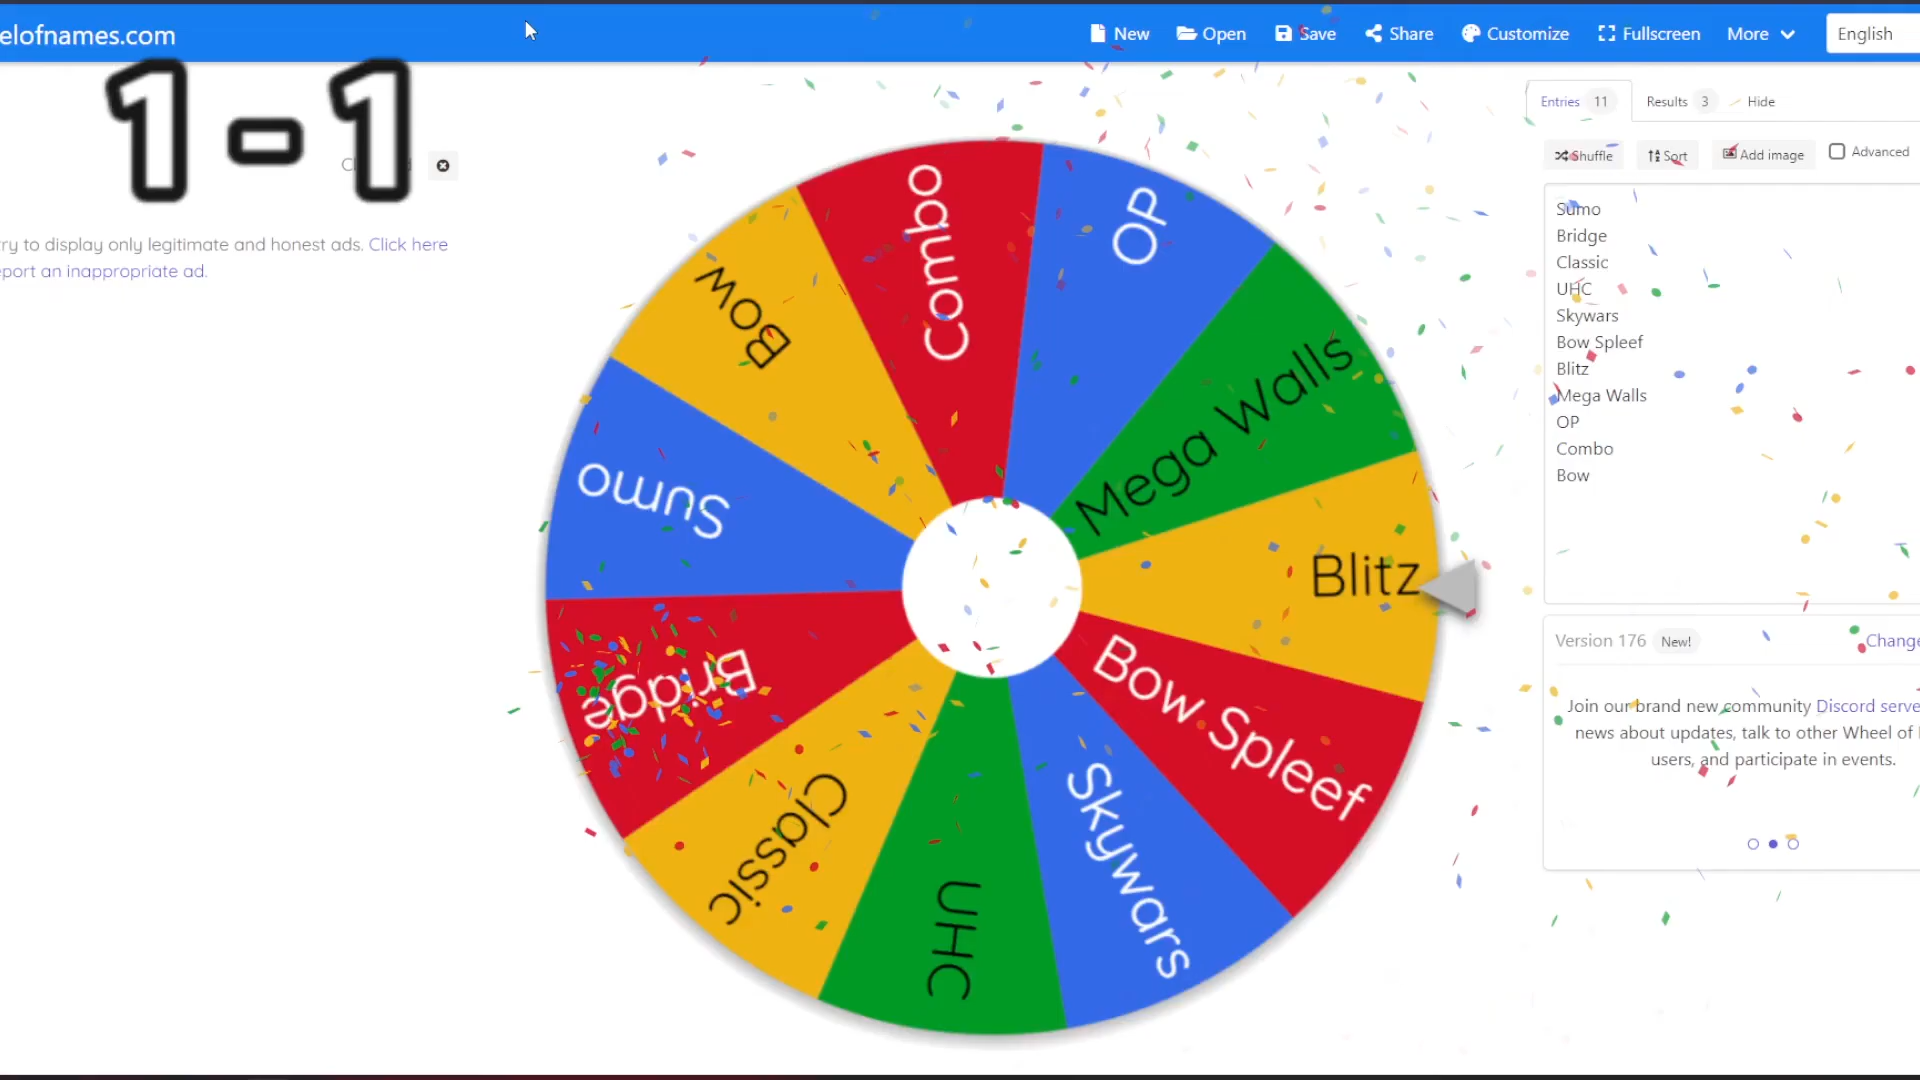 elofnames.com
New
Open
Save
Share
Customize
Fullscreen
More
English
1-1
ry to display only legitimate and honest ads. Click here
eport an inappropriate ad.
Combo
OP
Mega Walls
Blitz
Bow Spleef
Skywars
UHC
Classic
Bridge
Sumo
Bow
Entries 11
Results 3
Hide
Shuffle
Sort
Add image
Advanced
Sumo
Bridge
Classic
UHC
Skywars
Bow Spleef
Blitz
Mega Walls
OP
Combo
Bow
Version 176 New!
Change
Join our brand new community Discord serve
news about updates, talk to other Wheel of
users, and participate in events.